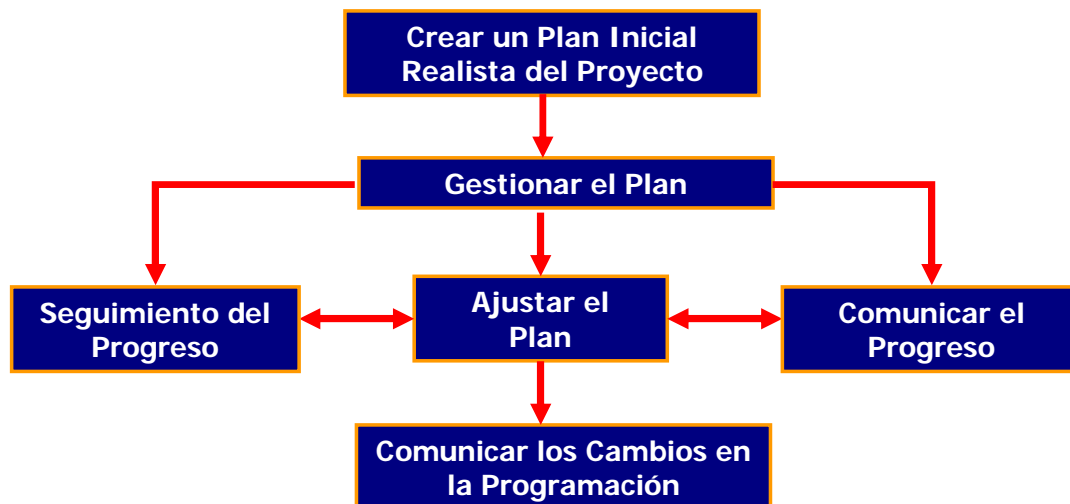 Crear un Plan Inicial
Realista del Proyecto
Gestionar el Plan
Seguimiento del
Progreso
Ajustar el
Plan
Comunicar el
Progreso
Comunicar los Cambios en
la Programación